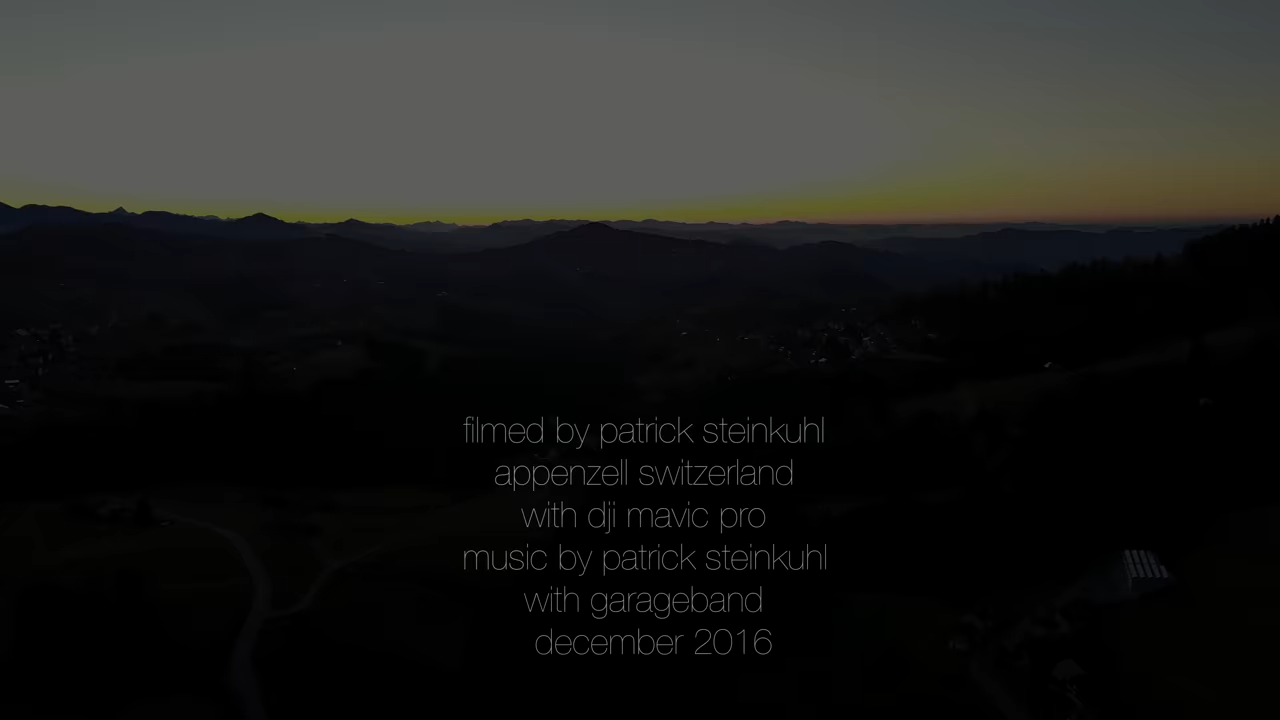 filmed by patrick steinkuhl
appenzell switzerland
with dji mavic pro
music by patrick steinkuhl
with garageband
december 2016